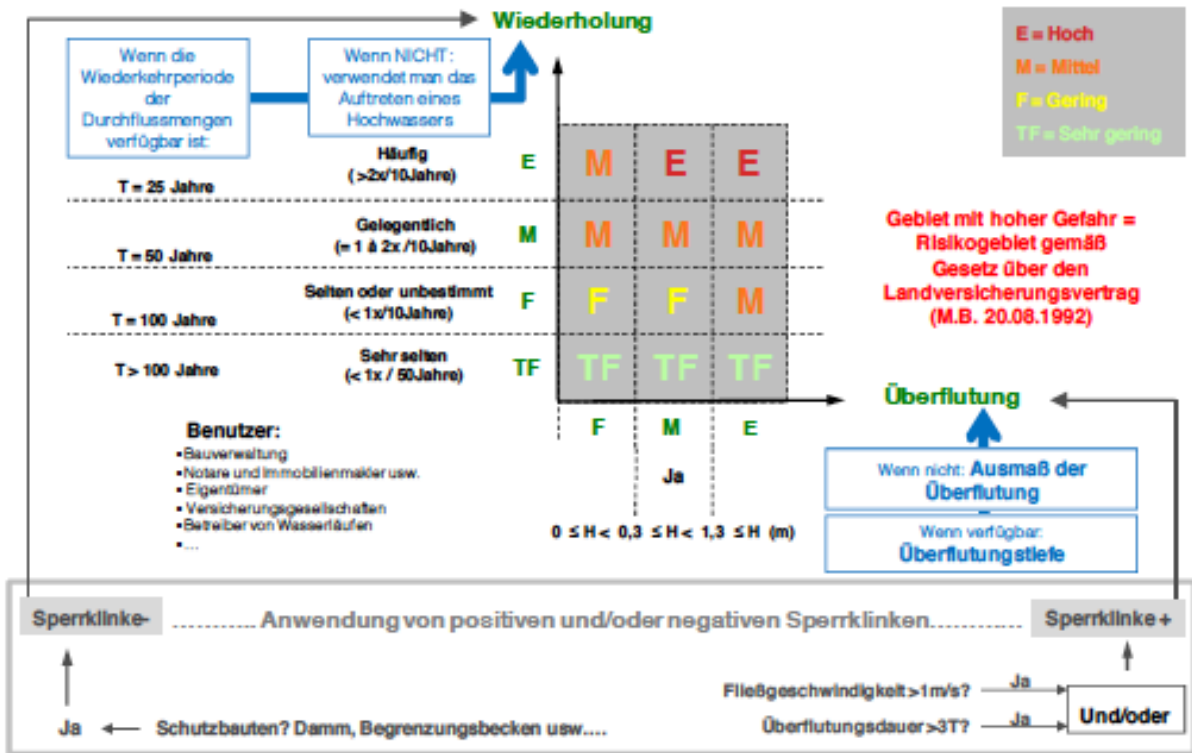 Wiederholung
Wenn die
Wiederkehrperiode
der
Durchflussmengen
verfügbar ist:
Wenn NICHT:
verwendet man das
Auftreten eines
Hochwassers
E = Hoch
M = Mittel
F = Gering
TF = Sehr gering
T = 25 Jahre
Häufig
( >2x/10Jahre)
E
M E E
T = 50 Jahre
Gelegentlich
(= 1 à 2x /10Jahre)
M
M M M
T = 100 Jahre
Selten oder unbestimmt
(< 1x/10Jahre)
F
F F M
T > 100 Jahre
Sehr selten
(< 1x / 50Jahre)
TF
TF TF TF
Gebiet mit hoher Gefahr =
Risikogebiet gemäß
Gesetz über den
Landversicherungsvertrag
(M.B. 20.08.1992)
Überflutung
F M E
Ja
0 ≤ H < 0,3 ≤ H < 1,3 ≤ H (m)
Benutzer:
▪Bauverwaltung
▪Notare und Immobilienmakler usw.
▪ Eigentümer
▪ Versicherungsgesellschaften
▪Betreiber von Wasserläufen
▪...
Wenn nicht: Ausmaß der
Überflutung
Wenn verfügbar:
Überflutungstiefe
Sperrklinke- ........... Anwendung von positiven und/oder negativen Sperrklinken............ Sperrklinke +
Fließgeschwindigkeit >1m/s? Ja
Überflutungsdauer >3T? Ja
Und/oder
Ja Schutzbauten? Damm, Begrenzungsbecken usw....